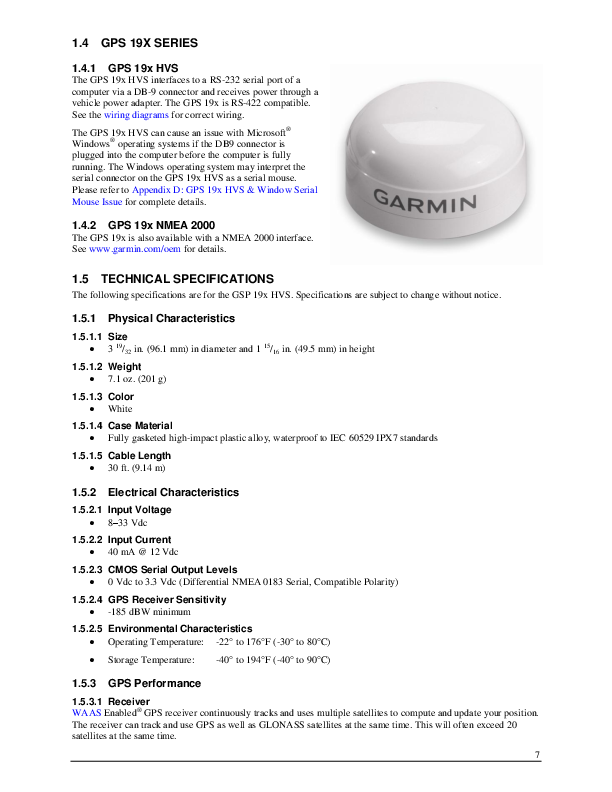 1.4 GPS 19X SERIES
1.4.1 GPS 19x HVS
The GPS 19x HVS interfaces to a RS-232 serial port of a
computer via a DB-9 connector and receives power through a
vehicle power adapter. The GPS 19x is RS-422 compatible.
See the wiring diagrams for correct wiring.
The GPS 19x HVS can cause an issue with Microsoft®
Windows® operating systems if the DB9 connector is
plugged into the computer before the computer is fully
running. The Windows operating system may interpret the
serial connection on the GPS 19x HVS as a serial mouse.
Please refer to Appendix D: GPS 19x HVS & Window Serial
Mouse Issue for complete details.
GARMIN
1.4.2 GPS 19x NMEA 2000
The GPS 19x is also available with a NMEA 2000 interface.
See www.garmin.com/oem for details.
1.5 TECHNICAL SPECIFICATIONS
The following specifications are for the GSP 19x HVS. Specifications are subject to change without notice.
1.5.1 Physical Characteristics
1.5.1.1 Size
• 3 19/32 in. (96.1 mm) in diameter and 1 15/16 in. (49.5 mm) in height
1.5.1.2 Weight
• 7.1 oz. (201 g)
1.5.1.3 Color
• White
1.5.1.4 Case Material
• Fully gasketed high-impact plastic alloy, waterproof to IEC 60529 IPX7 standards
1.5.1.5 Cable Length
• 30 ft. (9.14 m)
1.5.2 Electrical Characteristics
1.5.2.1 Input Voltage
• 8–33 Vdc
1.5.2.2 Input Current
• 40 mA @ 12 Vdc
1.5.2.3 CMOS Serial Output Levels
• 0 Vdc to 3.3 Vdc (Differential NMEA 0183 Serial, Compatible Polarity)
1.5.2.4 GPS Receiver Sensitivity
• -185 dBW minimum
1.5.2.5 Environmental Characteristics
• Operating Temperature: -22° to 176°F (-30° to 80°C)
• Storage Temperature: -40° to 194°F (-40° to 90°C)
1.5.3 GPS Performance
1.5.3.1 Receiver
WAAS Enabled® GPS receiver continuously tracks and uses multiple satellites to compute and update your position.
The receiver can track and use GPS as well as GLONASS satellites at the same time. This will often exceed 20
satellites at the same time.
7